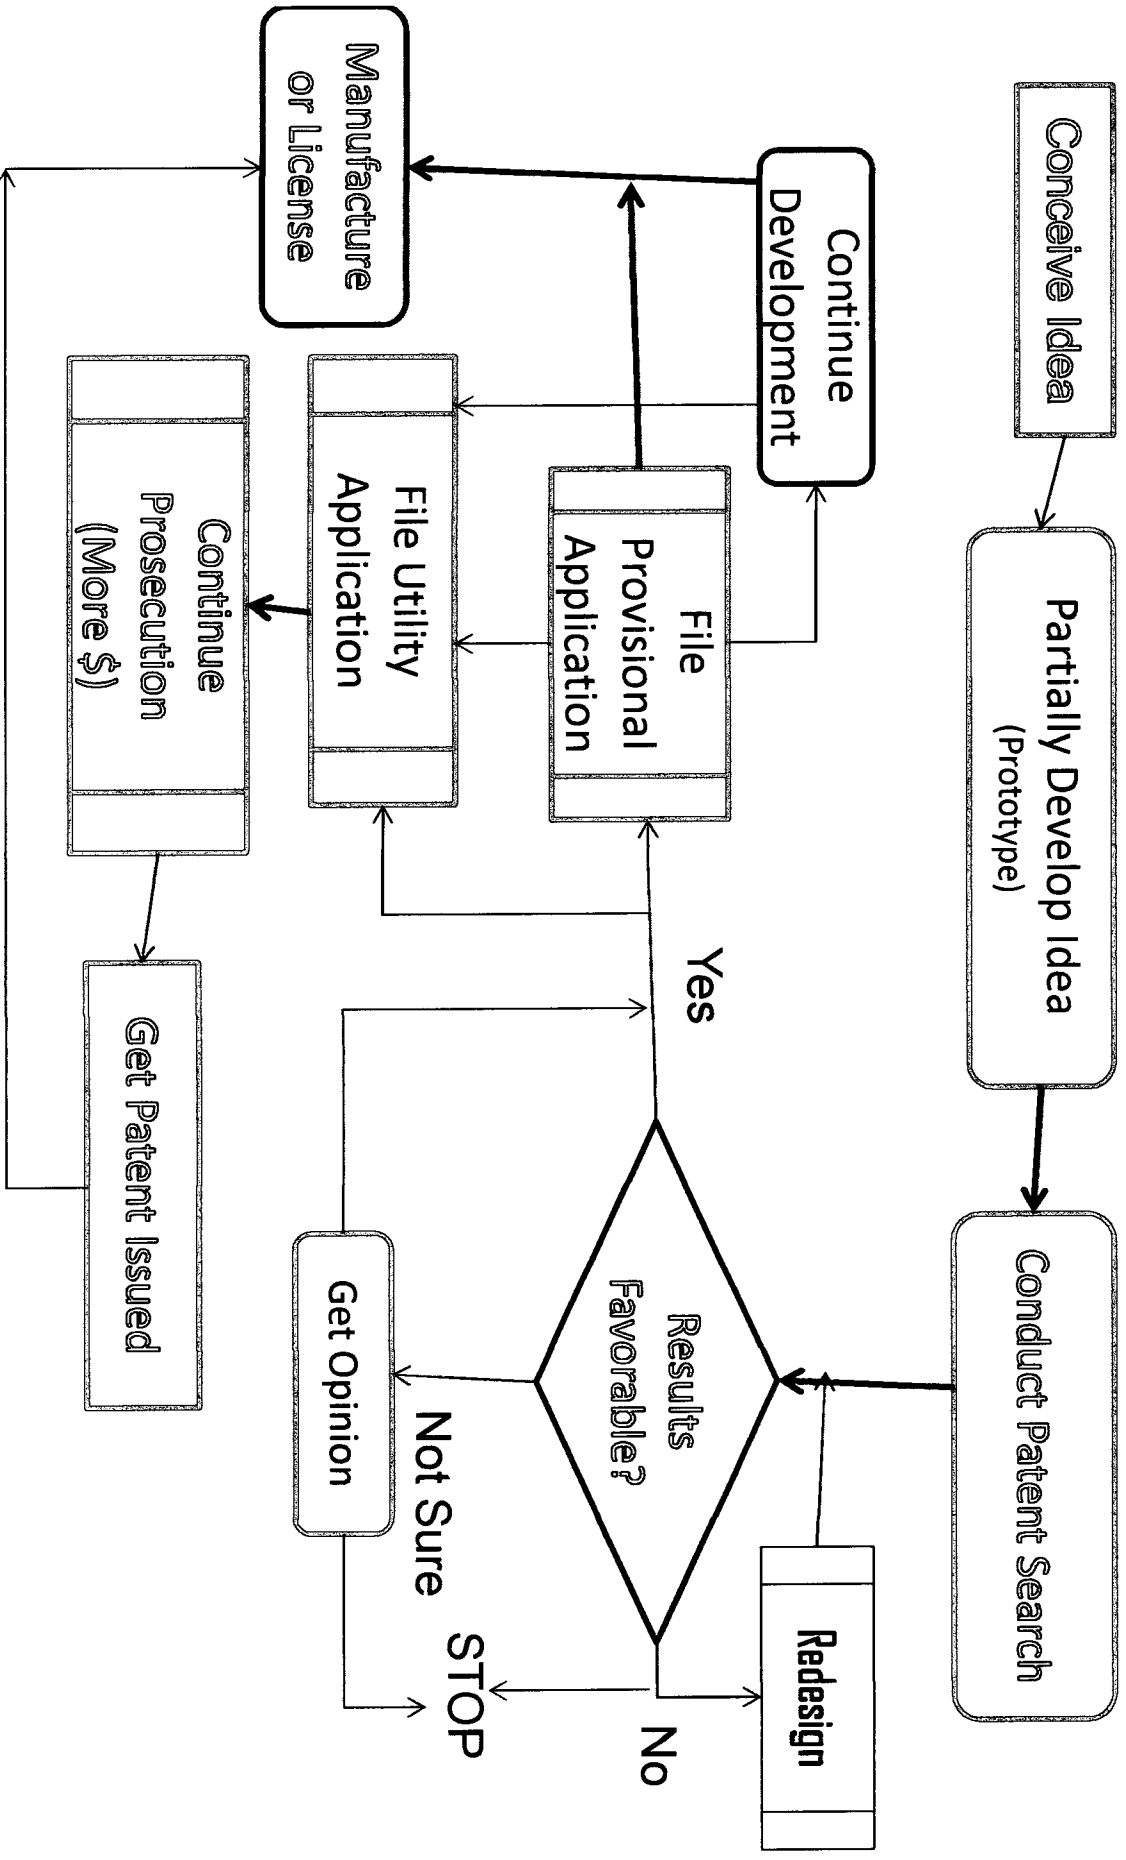 Conceive Idea
Partially Develop Idea
(Prototype)
Conduct Patent Search
Continue
Development
File
Provisional
Application
Yes
Results
Favorable?
Redesign
No
Manufacture
or License
File Utility
Application
Not Sure
STOP
Get Opinion
Continue
Prosecution
(More $)
Get Patent Issued